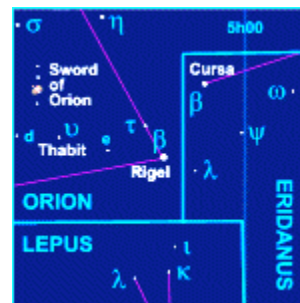 σ η 5h00
Sword
of
Orion
Cursa
β ω
d υ e τ β ψ
Thabit
Rigel
λ
ORION
LEPUS
ERIDANUS
ι
λ κ